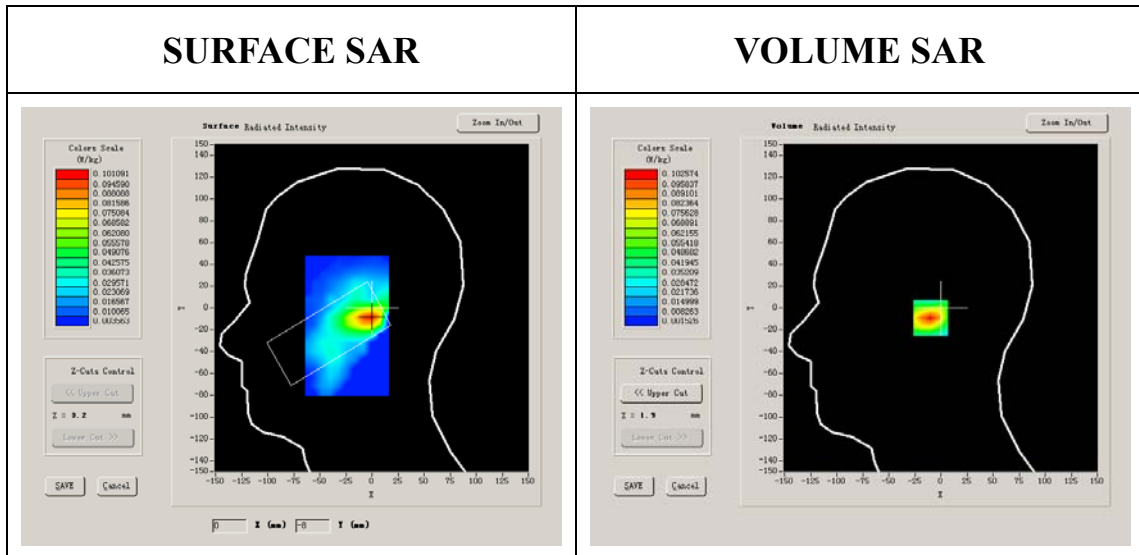 SURFACE SAR
VOLUME SAR
Surface Radiated Intensity
Zoom In/Out
Colors Scale
(W/kg)
0.101091
0.094590
0.088088
0.081586
0.075084
0.068582
0.062080
0.055578
0.049076
0.042575
0.036073
0.029571
0.023069
0.016567
0.010065
0.003563
150
140
120
100
80
60
40
20
0
-20
-40
-60
-80
-100
-120
-140
-150
Y
-150 -125 -100 -75 -50 -25 0 25 50 75 100 125 150
X
Z-Cuts Control
<< Upper Cut
Z = 3.2 mm
Lower Cut >>
SAVE Cancel
0 X (mm) -8 Y (mm)
Volume Radiated Intensity
Zoom In/Out
Colors Scale
(W/kg)
0.102574
0.095837
0.089101
0.082364
0.075628
0.068891
0.062155
0.055418
0.048682
0.041945
0.035209
0.028472
0.021736
0.014999
0.008263
0.001526
150
140
120
100
80
60
40
20
0
-20
-40
-60
-80
-100
-120
-140
-150
Y
-150 -125 -100 -75 -50 -25 0 25 50 75 100 125 150
X
Z-Cuts Control
<< Upper Cut
Z = 1.9 mm
Lower Cut >>
SAVE Cancel